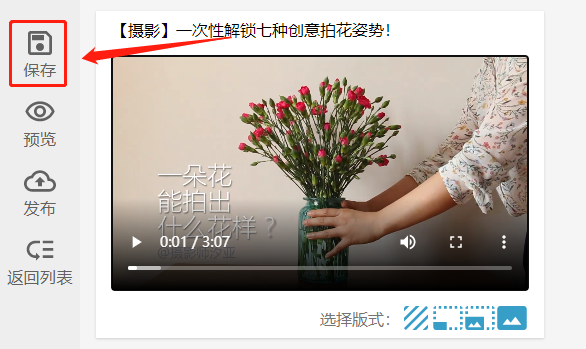 保存
预览
发布
返回列表
【摄影】一次性解锁七种创意拍花姿势！
一朵花
能拍出
什么花样？
0:01 / 3:07
选择版式：